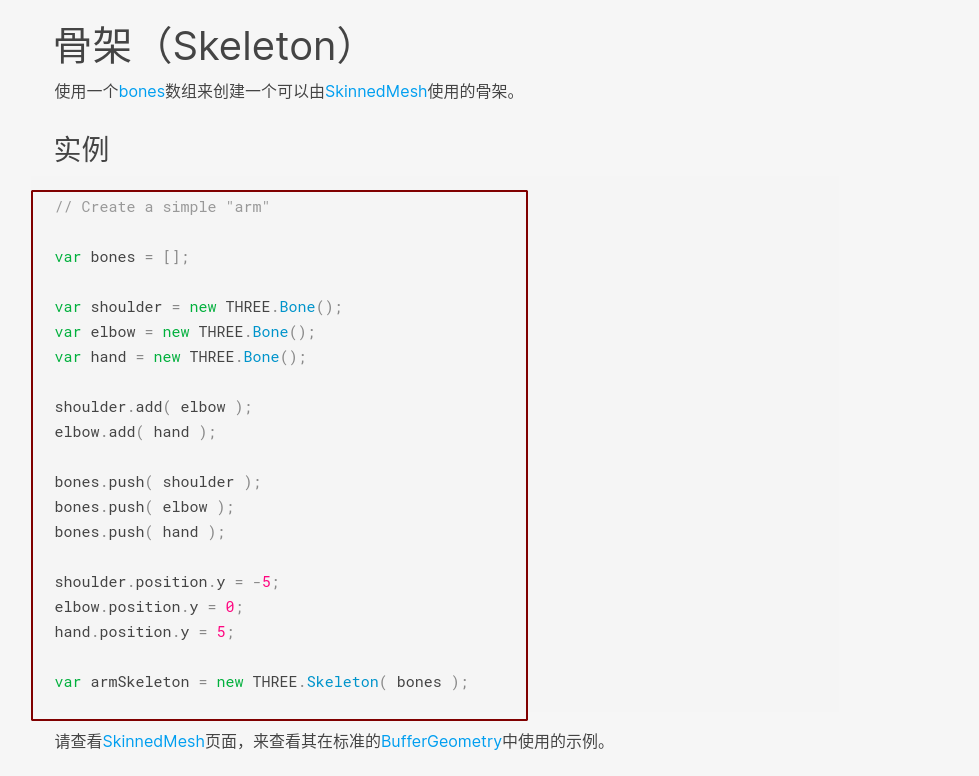 骨架（Skeleton）
使用一个bones数组来创建一个可以由SkinnedMesh使用的骨架。
实例
// Create a simple "arm"
var bones = [];
var shoulder = new THREE.Bone();
var elbow = new THREE.Bone();
var hand = new THREE.Bone();
shoulder.add( elbow );
elbow.add( hand );
bones.push( shoulder );
bones.push( elbow );
bones.push( hand );
shoulder.position.y = -5;
elbow.position.y = 0;
hand.position.y = 5;
var armSkeleton = new THREE.Skeleton( bones );
请查看SkinnedMesh页面，来查看其在标准的BufferGeometry中使用的示例。